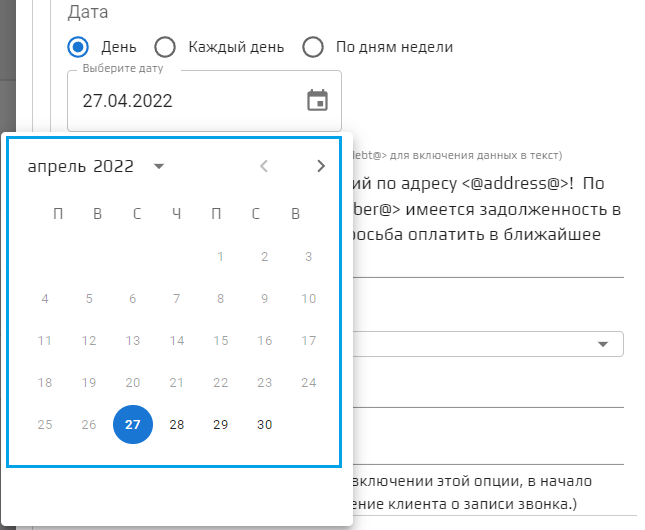 Дата
День Каждый день По дням недели
Выберите дату
27.04.2022
debt@> для включения данных в текст)
апрель 2022
ий по адресу <@address@>! По
ber@> имеется задолженность в
росьба оплатить в ближайшее
П В С Ч П С В
1 2 3
4 5 6 7 8 9 10
11 12 13 14 15 16 17
18 19 20 21 22 23 24
25 26 27 28 29 30
включении этой опции, в начало
ение клиента о записи звонка.)